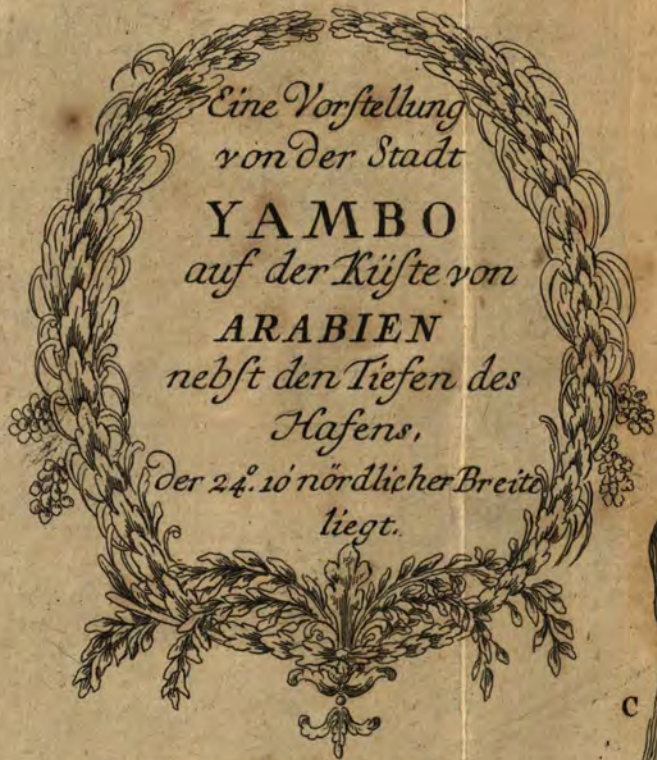 Eine Vorſtellung
von der Stadt
YAMBO
auf der Küſte von
ARABIEN
nebſt den Tiefen des
Hafens,
der 24.° 10' nördlicher Breite
liegt.
C